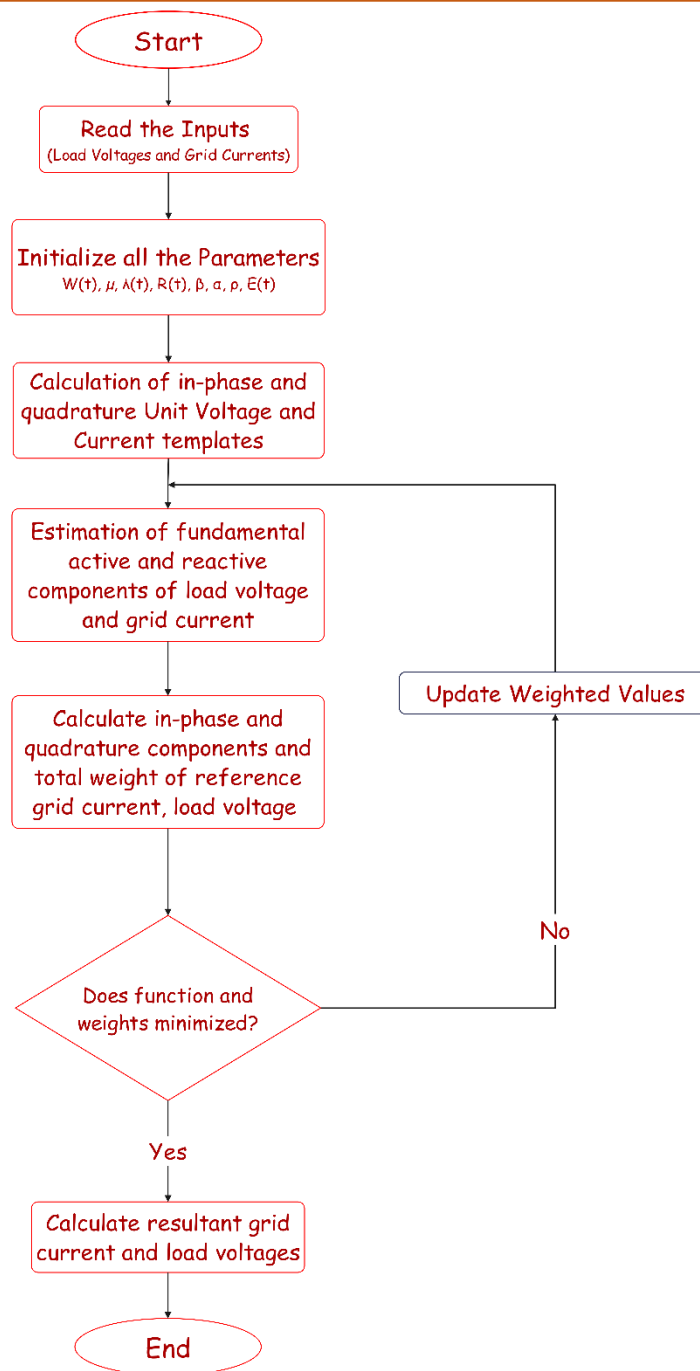 Start
Read the Inputs
(Load Voltages and Grid Currents)
Initialize all the Parameters
W(t), μ, λ(t), R(t), β, α, ρ, E(t)
Calculation of in-phase and
quadrature Unit Voltage and
Current templates
Estimation of fundamental
active and reactive
components of load voltage
and grid current
Update Weighted Values
Calculate in-phase and
quadrature components and
total weight of reference
grid current, load voltage
No
Does function and
weights minimized?
Yes
Calculate resultant grid
current and load voltages
End